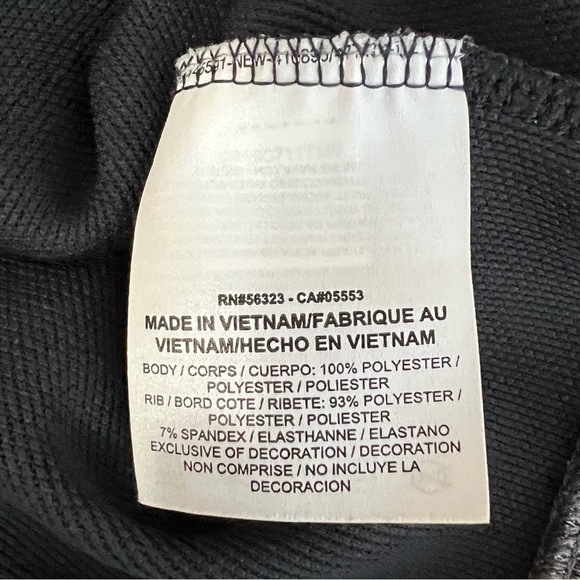 RN#56323 - CA#05553
MADE IN VIETNAM/FABRIQUE AU
VIETNAM/HECHO EN VIETNAM
BODY / CORPS / CUERPO: 100% POLYESTER /
POLYESTER / POLIESTER
RIB / BORD COTE / RIBETE: 93% POLYESTER /
POLYESTER / POLIESTER
7% SPANDEX / ELASTHANNE / ELASTANO
EXCLUSIVE OF DECORATION / DECORATION
NON COMPRISE / NO INCLUYE LA
DECORACIÓN